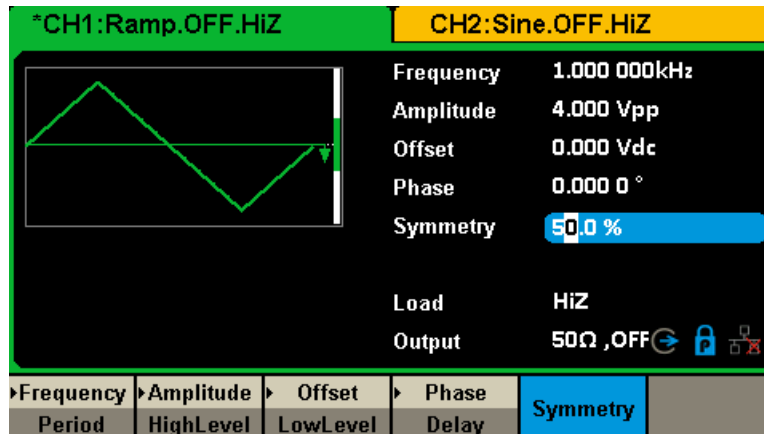 *CH1:Ramp.OFF.HiZ
CH2:Sine.OFF.HiZ
Frequency 1.000 000kHz
Amplitude 4.000 Vpp
Offset 0.000 Vdc
Phase 0.000 0 °
Symmetry 50.0 %
Load HiZ
Output 50Ω ,OFF P
Frequency Amplitude Offset Phase Symmetry
Period HighLevel LowLevel Delay